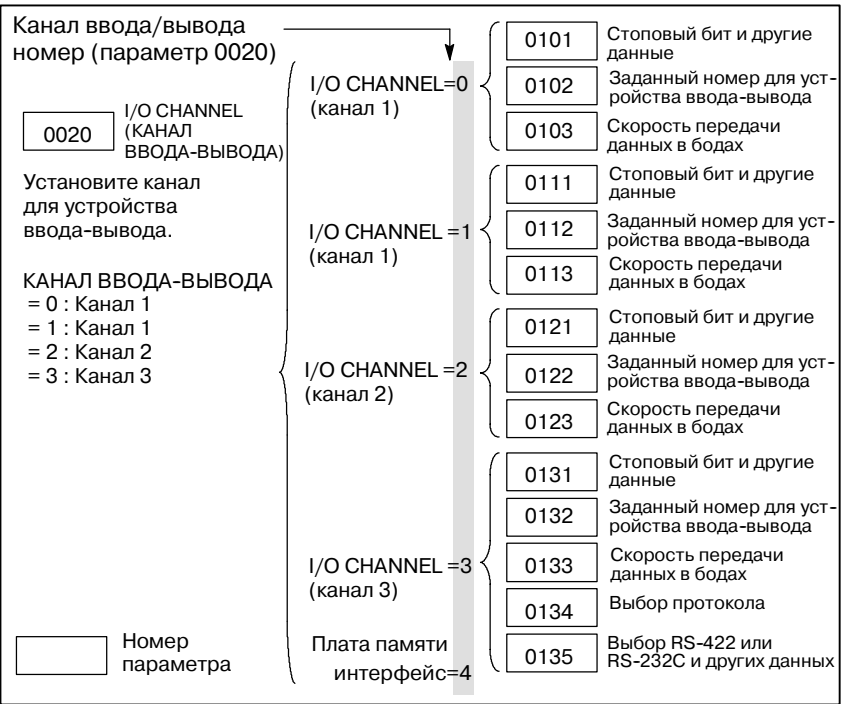 Канал ввода/вывода
номер (параметр 0020)
0020
I/O CHANNEL
(КАНАЛ
ВВОДА-ВЫВОДА)
Установите канал
для устройства
ввода-вывода.
КАНАЛ ВВОДА-ВЫВОДА
= 0 : Канал 1
= 1 : Канал 1
= 2 : Канал 2
= 3 : Канал 3
Номер
параметра
I/O CHANNEL=0
(канал 1)
0101
Стоповый бит и другие
данные
0102
Заданный номер для уст-
ройства ввода-вывода
0103
Скорость передачи
данных в бодах
I/O CHANNEL =1
(канал 1)
0111
Стоповый бит и другие
данные
0112
Заданный номер для уст-
ройства ввода-вывода
0113
Скорость передачи
данных в бодах
I/O CHANNEL =2
(канал 2)
0121
Стоповый бит и другие
данные
0122
Заданный номер для уст-
ройства ввода-вывода
0123
Скорость передачи
данных в бодах
I/O CHANNEL =3
(канал 3)
0131
Стоповый бит и другие
данные
0132
Заданный номер для уст-
ройства ввода-вывода
0133
Скорость передачи
данных в бодах
0134
Выбор протокола
0135
Выбор RS-422 или
RS-232C и других данных
Плата памяти
интерфейс=4